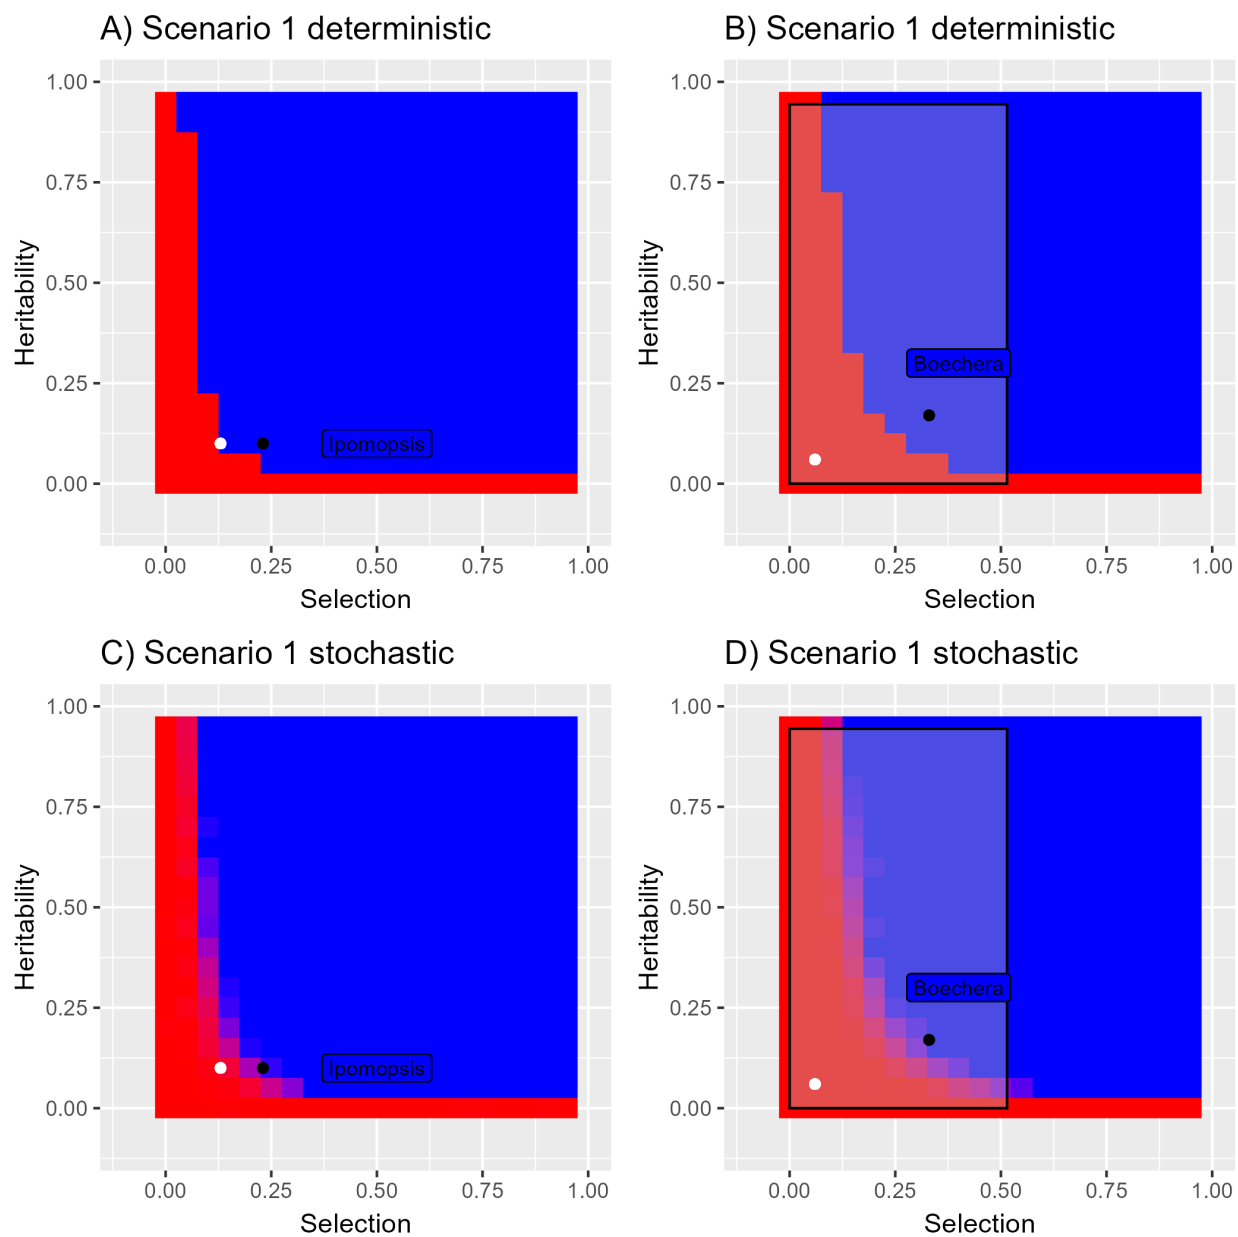 A) Scenario 1 deterministic
1.00
0.75
0.50
0.25
0.00
Heritability
Ipomopsis
0.00 0.25 0.50 0.75 1.00
Selection
B) Scenario 1 deterministic
1.00
0.75
0.50
0.25
0.00
Heritability
Boechera
0.00 0.25 0.50 0.75 1.00
Selection
C) Scenario 1 stochastic
1.00
0.75
0.50
0.25
0.00
Heritability
Ipomopsis
0.00 0.25 0.50 0.75 1.00
Selection
D) Scenario 1 stochastic
1.00
0.75
0.50
0.25
0.00
Heritability
Boechera
0.00 0.25 0.50 0.75 1.00
Selection